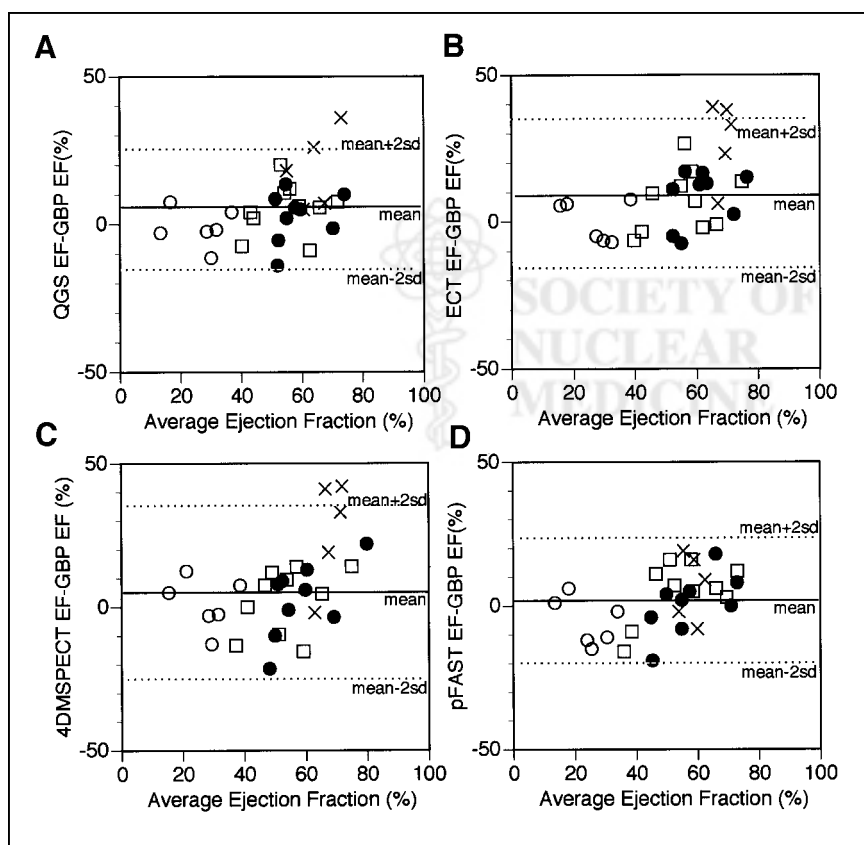 A
B
50
0
-50
QGS EF-GBP EF(%)
mean+2sd
mean
mean-2sd
0 20 40 60 80 100
Average Ejection Fraction (%)
50
0
-50
ECT EF-GBP EF(%)
mean+2sd
mean
mean-2sd
0 20 40 60 80 100
Average Ejection Fraction (%)
SOCIETY OF
NUCLEAR
MEDICINE
C
D
50
0
-50
4DMSPECT EF-GBP EF (%)
mean+2sd
mean
mean-2sd
0 20 40 60 80 100
Average Ejection Fraction (%)
50
0
-50
pFAST EF-GBP EF(%)
mean+2sd
mean
mean-2sd
0 20 40 60 80 100
Average Ejection Fraction (%)